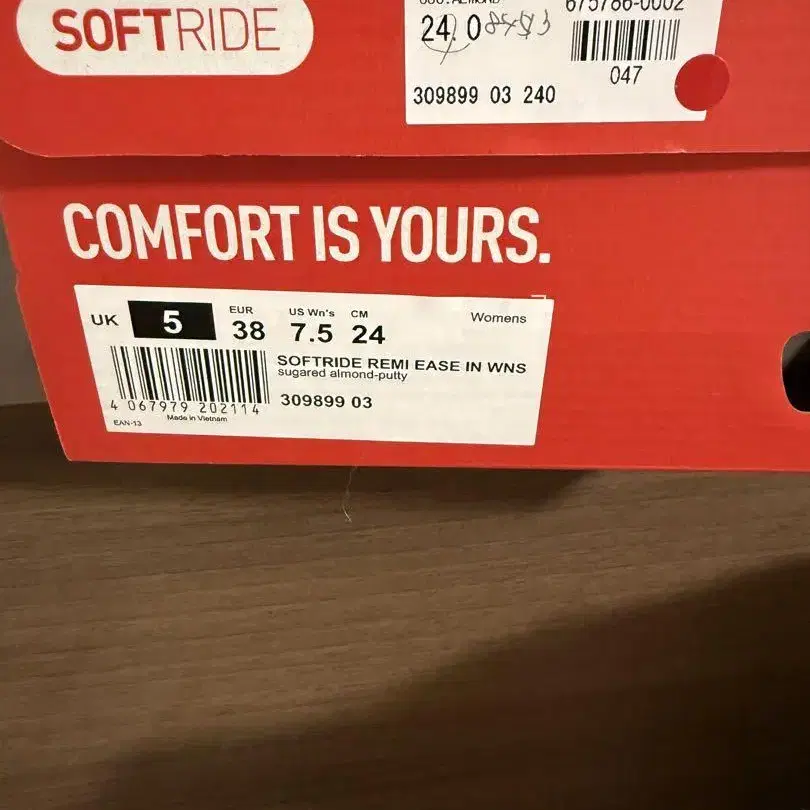 SOFTRIDE
24.0
675786-0002
047
309899 03 240
COMFORT IS YOURS.
UK 5 EUR 38 US Wn's 7.5 CM 24 Womens
SOFTRIDE REMI EASE IN WNS
sugared almond-putty
309899 03
4 067979 202114
EAN-13 Made in Vietnam